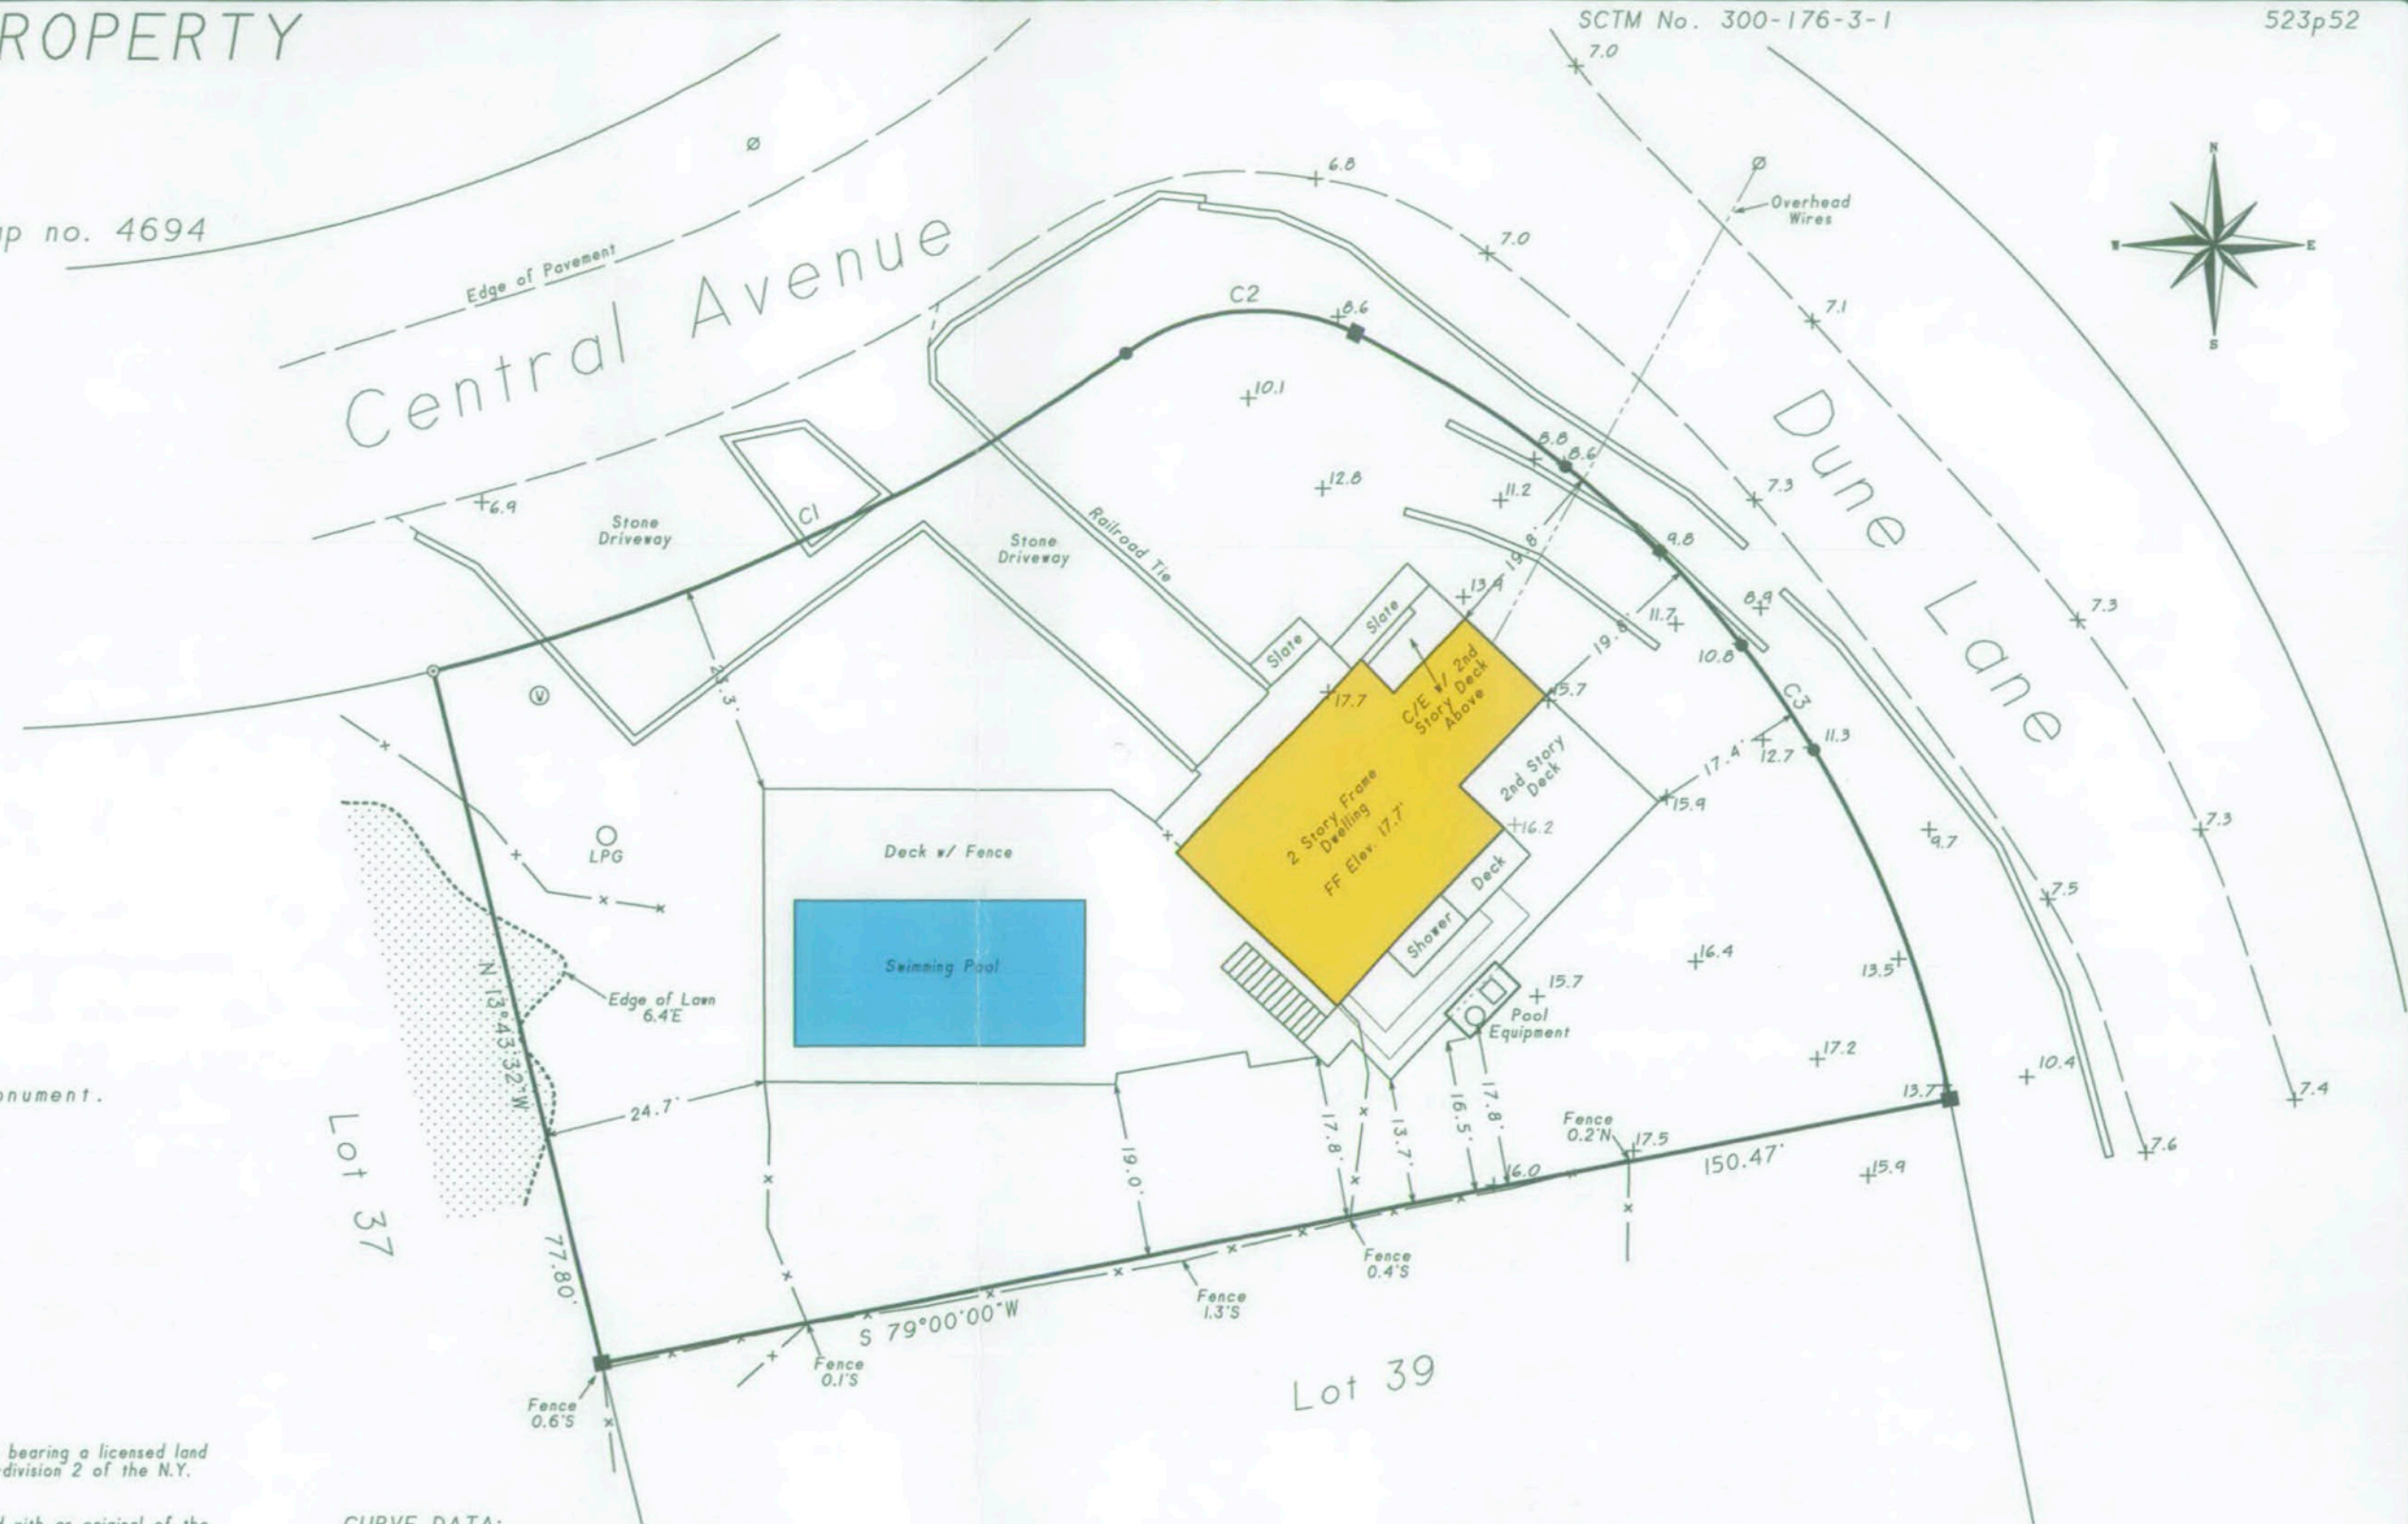 ROPERTY
SCTM No. 300-176-3-1
523p52
7.0
N
W
E
S
6.8
Overhead
Wires
p no. 4694
7.0
Edge of Pavement
Central Avenue
C2
8.6
7.1
10.1
Dune Lane
8.8
8.6
12.8
11.2
7.3
6.9
C1
Stone
Driveway
Stone
Driveway
Railroad Tie
19.8'
9.8
13.9
11.7
8.9
7.3
19.8'
10.8
Slate
Slate
C/E w/ 2nd
Story Deck
Above
17.7
15.7
C3
W
11.3
12.7
17.4'
2nd Story
Deck
15.9
16.2
2 Story Frame
Dwelling
FF Elev. 17.7'
7.3
9.7
LPG
Deck w/ Fence
Deck
7.5
Shower
16.4
13.5
Swimming Pool
15.7
Edge of Lawn
6.4'E
Pool
Equipment
N 13°43'32"W
17.2
10.4
13.7
7.4
onument.
24.7'
17.8'
13.7'
16.5'
17.8'
19.0'
Fence
0.2'N
17.5
150.47'
7.6
16.0
15.9
Lot 37
77.80'
Fence
0.4'S
Fence
1.3'S
S 79°00'00"W
Fence
0.1'S
Lot 39
Fence
0.6'S
bearing a licensed land
division 2 of the N.Y.
CURVE DATA: